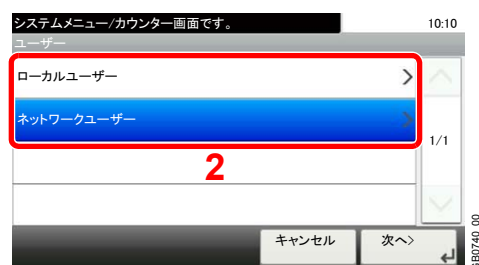 システムメニュー/カウンター画面です。 10:10
ユーザー
ローカルユーザー
ネットワークユーザー
1/1
2
キャンセル 次へ>
GB0740_00